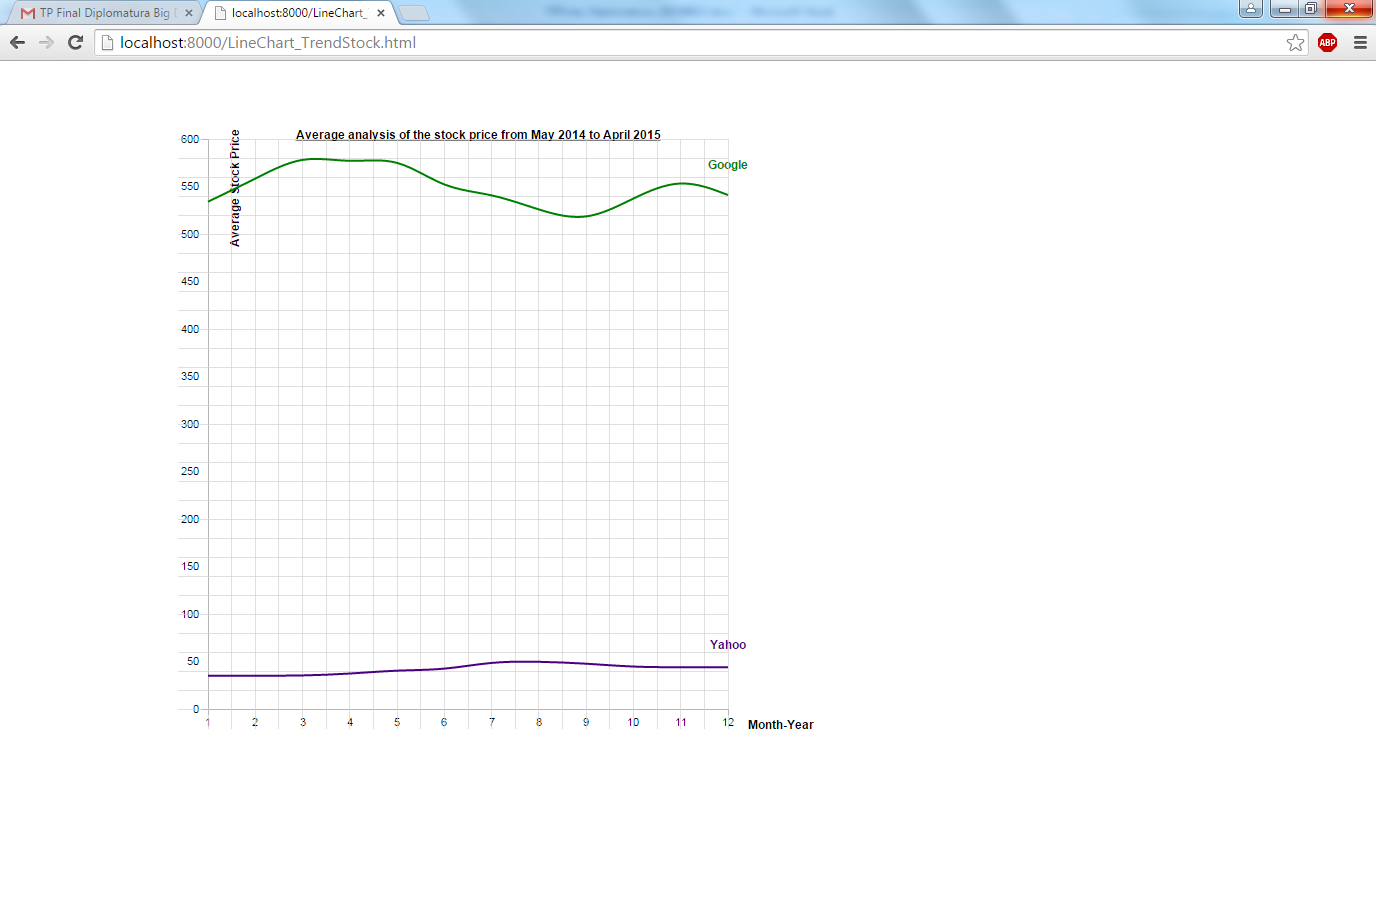 TP Final Diplomatura Big
localhost:8000/LineChart_
localhost:8000/LineChart_TrendStock.html
ABP
Average analysis of the stock price from May 2014 to April 2015
Average Stock Price
600
550
500
450
400
350
300
250
200
150
100
50
0
Google
Yahoo
1 2 3 4 5 6 7 8 9 10 11 12
Month-Year